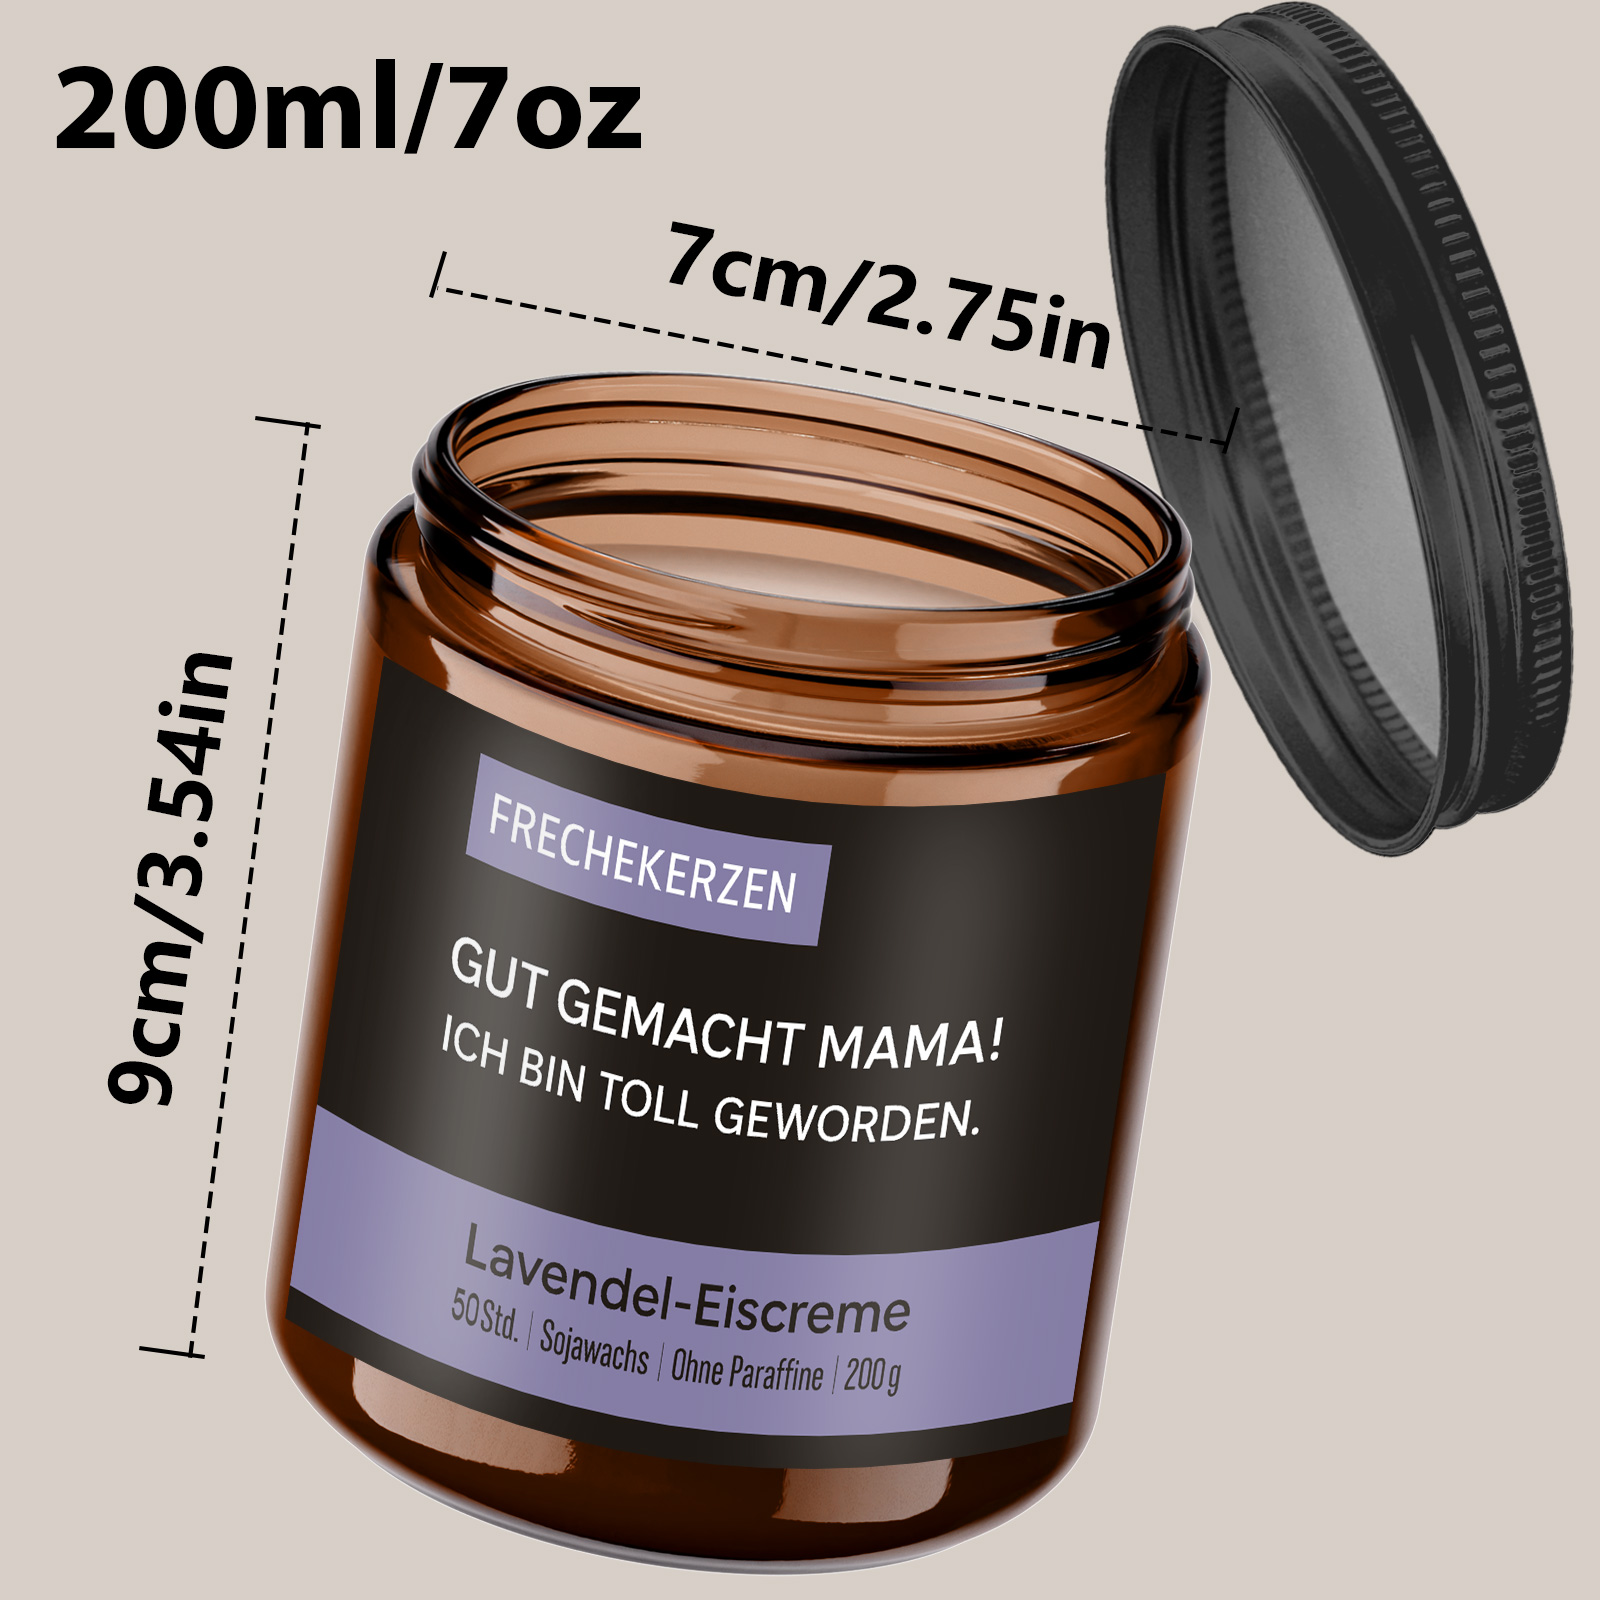 200ml/7oz
7cm/2.75in
9cm/3.54in
FRECHEKERZEN
GUT GEMACHT MAMA!
ICH BIN TOLL GEWORDEN.
Lavendel-Eiscreme
50 Std. | Sojawachs | Ohne Paraffine | 200 g